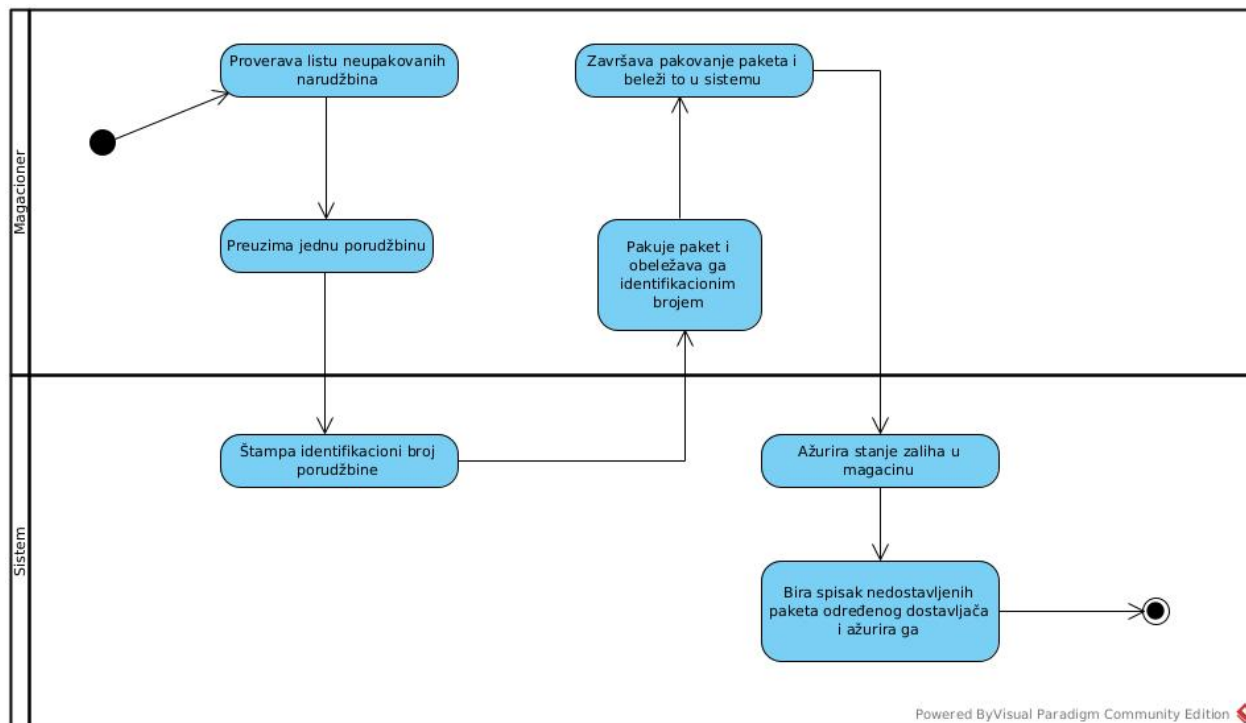 Magacioner
Proverava listu neupakovanih
narudžbina
Preuzima jednu porudžbinu
Završava pakovanje paketa i
beleži to u sistemu
Pakuje paket i
obeležava ga
identifikacionim
brojem
Sistem
Štampa identifikacioni broj
porudžbine
Ažurira stanje zaliha u
magacinu
Bira spisak nedostavljenih
paketa određenog dostavljača
i ažurira ga
Powered ByVisual Paradigm Community Edition